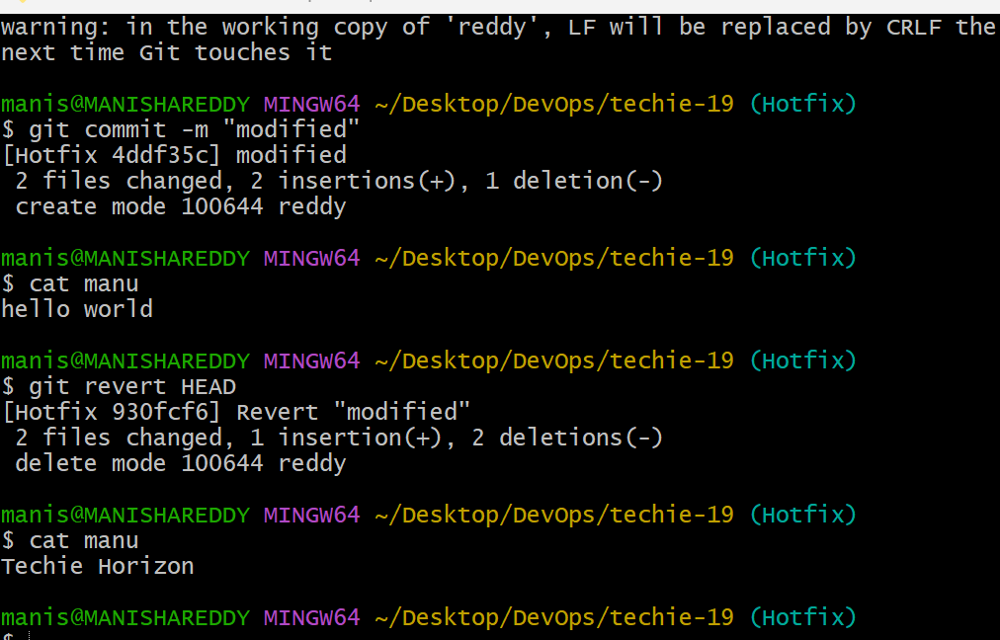 warning: in the working copy of 'reddy', LF will be replaced by CRLF the
next time Git touches it
manis@MANISHAREDDY MINGW64 ~/Desktop/DevOps/techie-19 (Hotfix)
$ git commit -m "modified"
[Hotfix 4ddf35c] modified
 2 files changed, 2 insertions(+), 1 deletion(-)
 create mode 100644 reddy
manis@MANISHAREDDY MINGW64 ~/Desktop/DevOps/techie-19 (Hotfix)
$ cat manu
hello world
manis@MANISHAREDDY MINGW64 ~/Desktop/DevOps/techie-19 (Hotfix)
$ git revert HEAD
[Hotfix 930fcf6] Revert "modified"
 2 files changed, 1 insertion(+), 2 deletions(-)
 delete mode 100644 reddy
manis@MANISHAREDDY MINGW64 ~/Desktop/DevOps/techie-19 (Hotfix)
$ cat manu
Techie Horizon
manis@MANISHAREDDY MINGW64 ~/Desktop/DevOps/techie-19 (Hotfix)
$